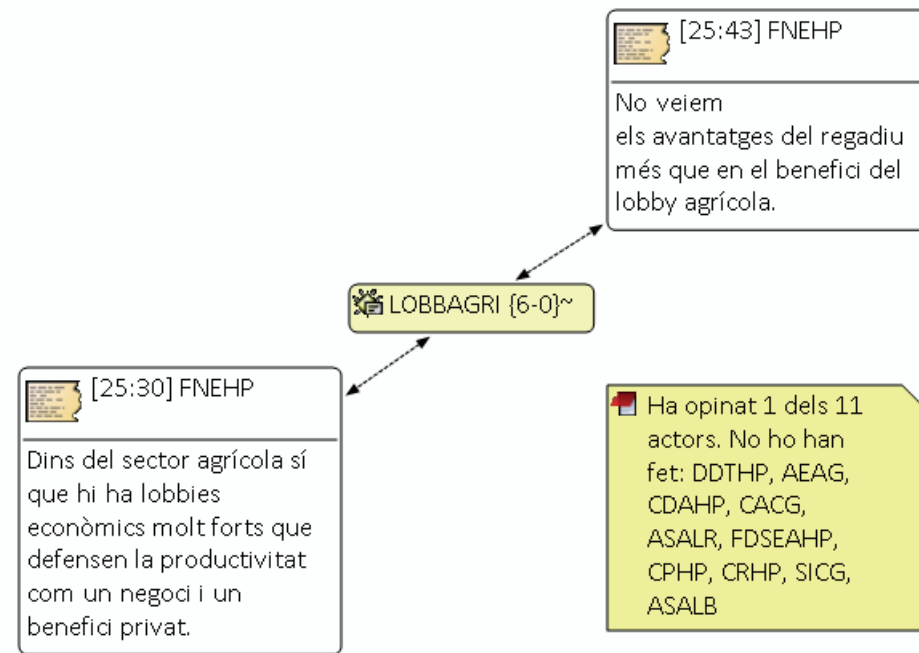 [25:43] FNEHP
No veiem
els avantatges del regadiu
més que en el benefici del
lobby agrícola.
LOBBAGRI {6-0}~
[25:30] FNEHP
Dins del sector agrícola sí
que hi ha lobbies
econòmics molt forts que
defensen la productivitat
com un negoci i un
benefici privat.
Ha opinat 1 dels 11
actors. No ho han
fet: DDTHP, AEAG,
CDAHP, CACG,
ASALR, FDSEAHP,
CPHP, CRHP, SICG,
ASALB